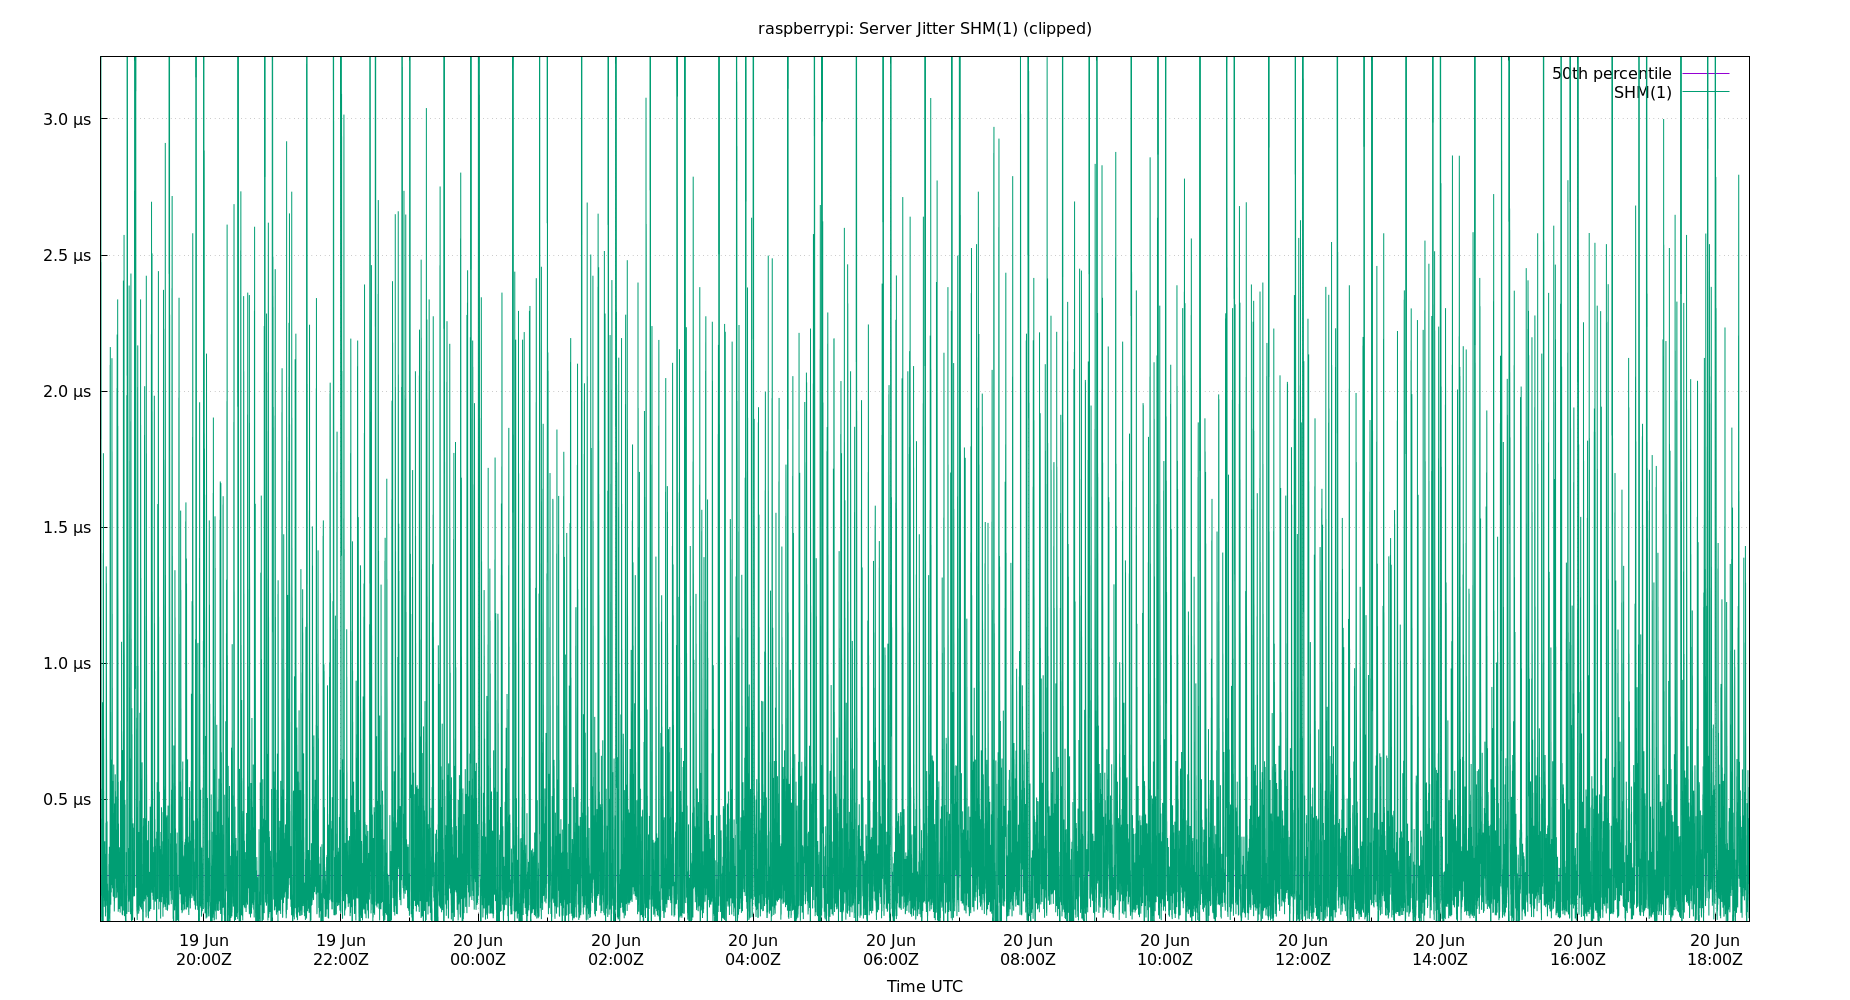 raspberrypi: Server Jitter SHM(1) (clipped)
50th percentile
SHM(1)
3.0 µs
2.5 µs
2.0 µs
1.5 µs
1.0 µs
0.5 µs
19 Jun 19 Jun 20 Jun 20 Jun 20 Jun 20 Jun 20 Jun 20 Jun 20 Jun 20 Jun 20 Jun 20 Jun
20:00Z 22:00Z 00:00Z 02:00Z 04:00Z 06:00Z 08:00Z 10:00Z 12:00Z 14:00Z 16:00Z 18:00Z
Time UTC